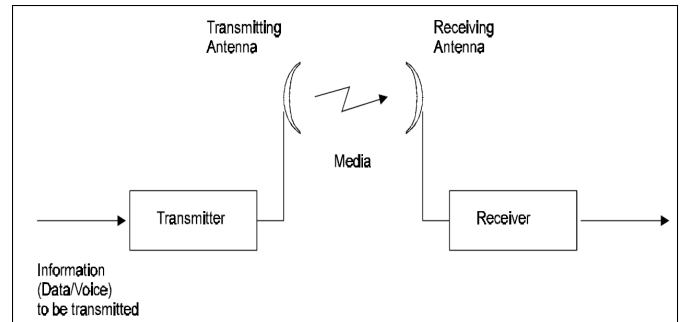 Transmitting
Antenna
Receiving
Antenna
Media
Transmitter
Receiver
Information
(Data/Voice)
to be transmitted